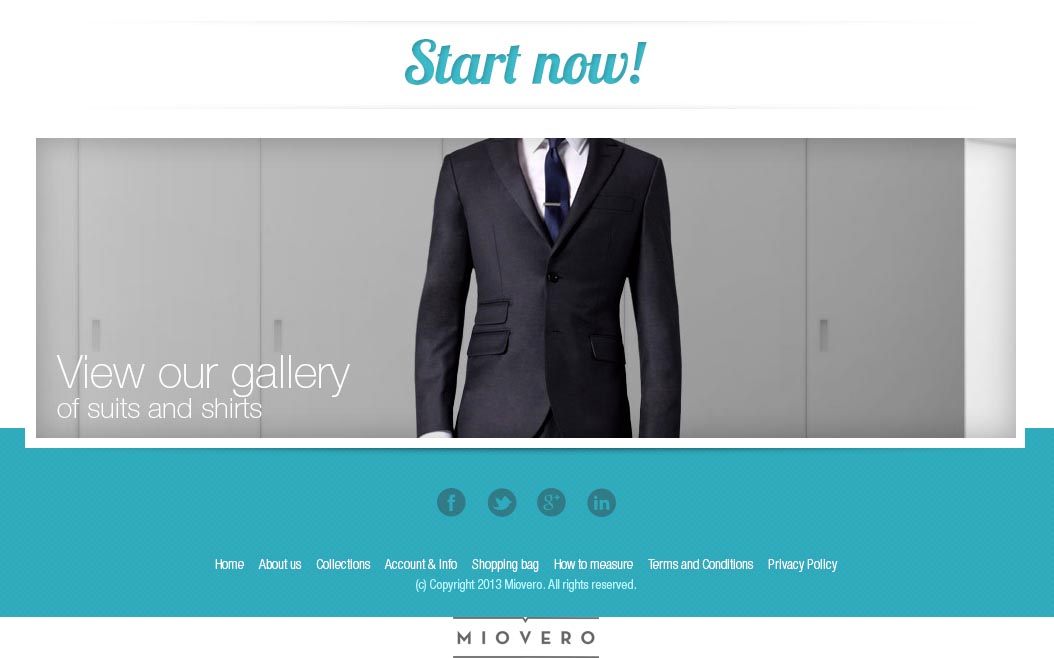 Start now!
View our gallery
of suits and shirts
Home About us Collections Account & Info Shopping bag How to measure Terms and Conditions Privacy Policy
(c) Copyright 2013 Miovero. All rights reserved.
MIOVERO